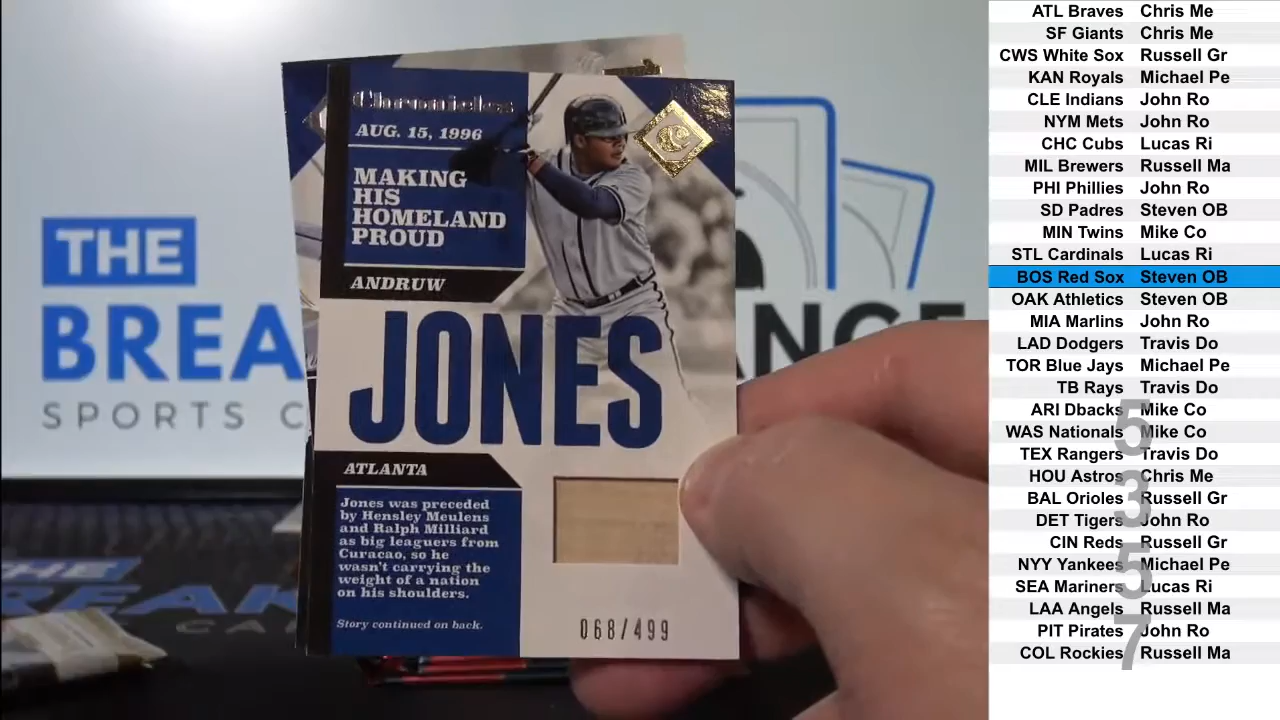 Chronicles
AUG. 15, 1996
MAKING
HIS
HOMELAND
PROUD
ANDRUW
JONES
ATLANTA
Jones was preceded
by Hensley Meulens
and Ralph Milliard
as big leaguers from
Curacao, so he
wasn't carrying the
weight of a nation
on his shoulders.
Story continued on back.
068/499
THE
SPORTS
ATL Braves Chris Me
SF Giants Chris Me
CWS White Sox Russell Gr
KAN Royals Michael Pe
CLE Indians John Ro
NYM Mets John Ro
CHC Cubs Lucas Ri
MIL Brewers Russell Ma
PHI Phillies John Ro
SD Padres Steven OB
MIN Twins Mike Co
STL Cardinals Lucas Ri
BOS Red Sox Steven OB
OAK Athletics Steven OB
MIA Marlins John Ro
LAD Dodgers Travis Do
TOR Blue Jays Michael Pe
TB Rays Travis Do
ARI Dbacks Mike Co
WAS Nationals Mike Co
TEX Rangers Travis Do
HOU Astros Chris Me
BAL Orioles Russell Gr
DET Tigers John Ro
CIN Reds Russell Gr
NYY Yankees Michael Pe
SEA Mariners Lucas Ri
LAA Angels Russell Ma
PIT Pirates John Ro
COL Rockies Russell Ma
5
3
5
7